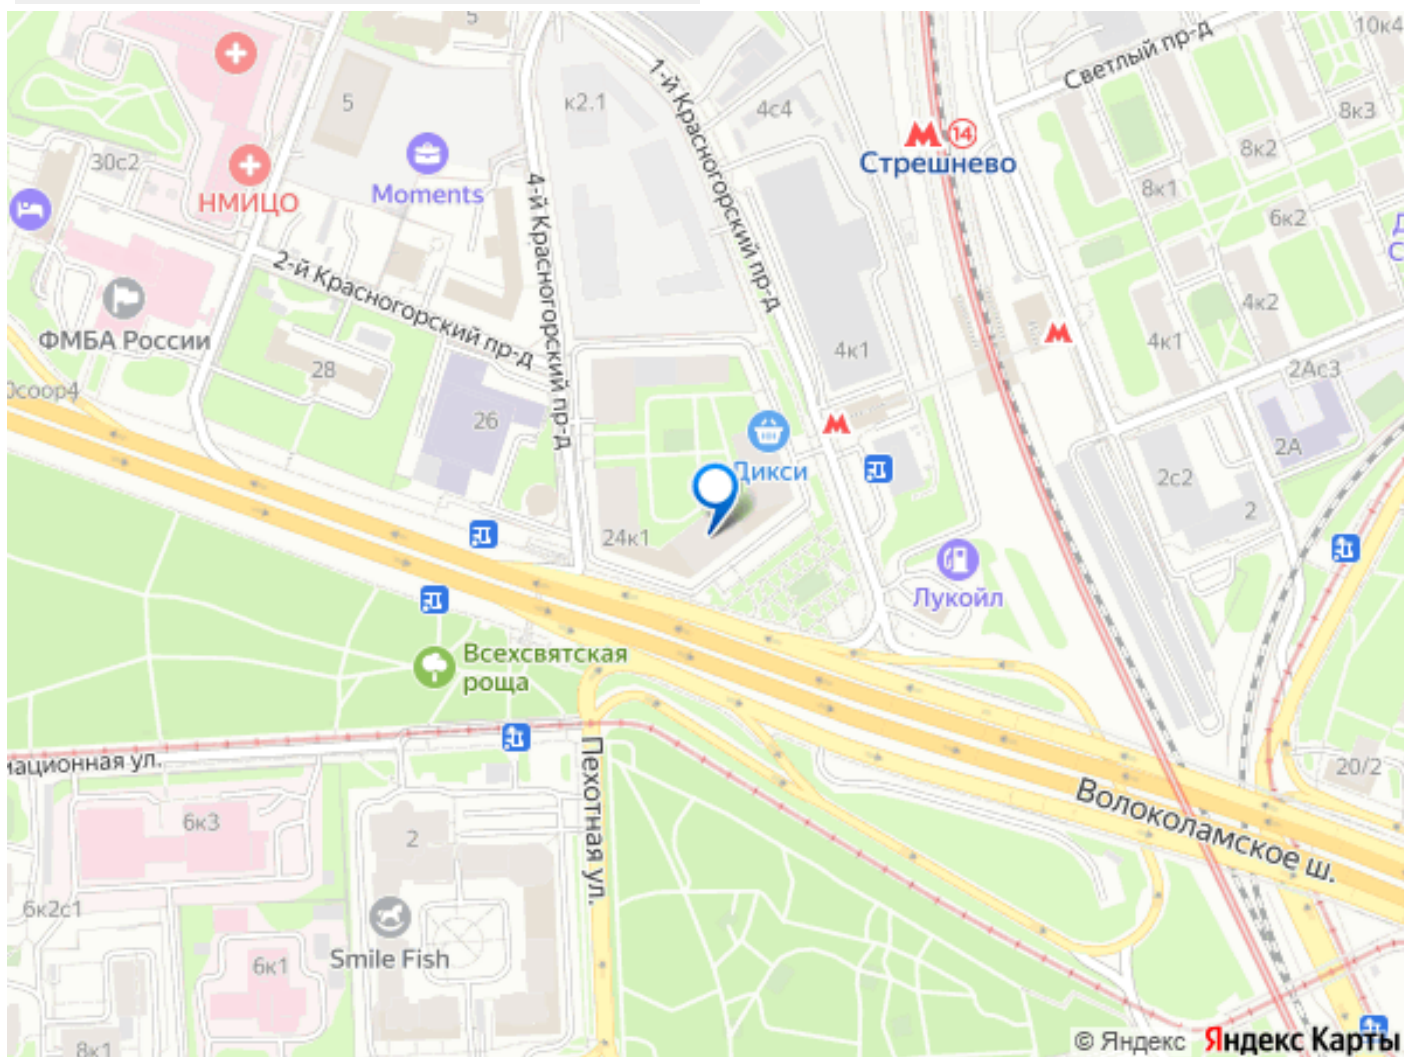 5
10к4
Светлый пр-д
5
к2.1
1-й Красногорский пр-д
4с4
8к3
М 14
Стрешнево
8к2
30с2
НМИЦО
Moments
4-й Красногорский пр-д
8к1
6к2
Д
С
2-й Красногорский пр-д
ФМБА России
28
4к2
М
4к1
4к1
2Ас3
0соор4
26
М
Дикси
2А
2с2
2
24к1
Лукойл
Всехсвятская
роща
иационная ул.
Пехотная ул.
20/2
Волоколамское ш.
6к3
2
6к2с1
Smile Fish
6к1
8к1
© Яндекс Яндекс Карты